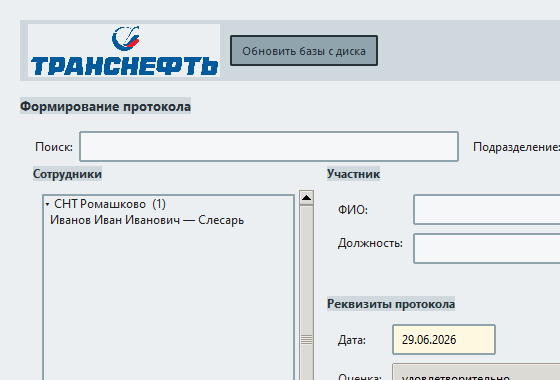 ТРАНСНЕФТЬ
Обновить базы с диска
Формирование протокола
Поиск:
Подразделение:
Сотрудники
Участник
СНТ Ромашково (1)
Иванов Иван Иванович — Слесарь
ФИО:
Должность:
Реквизиты протокола
Дата: 29.06.2026
Оценка: удовлетворительно